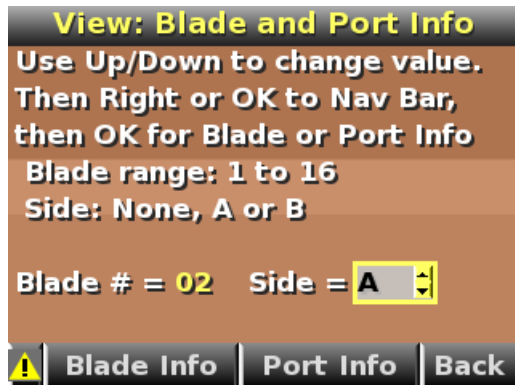 View: Blade and Port Info
Use Up/Down to change value.
Then Right or OK to Nav Bar,
then OK for Blade or Port Info
Blade range: 1 to 16
Side: None, A or B
Blade # = 02 Side = A
! Blade Info Port Info Back